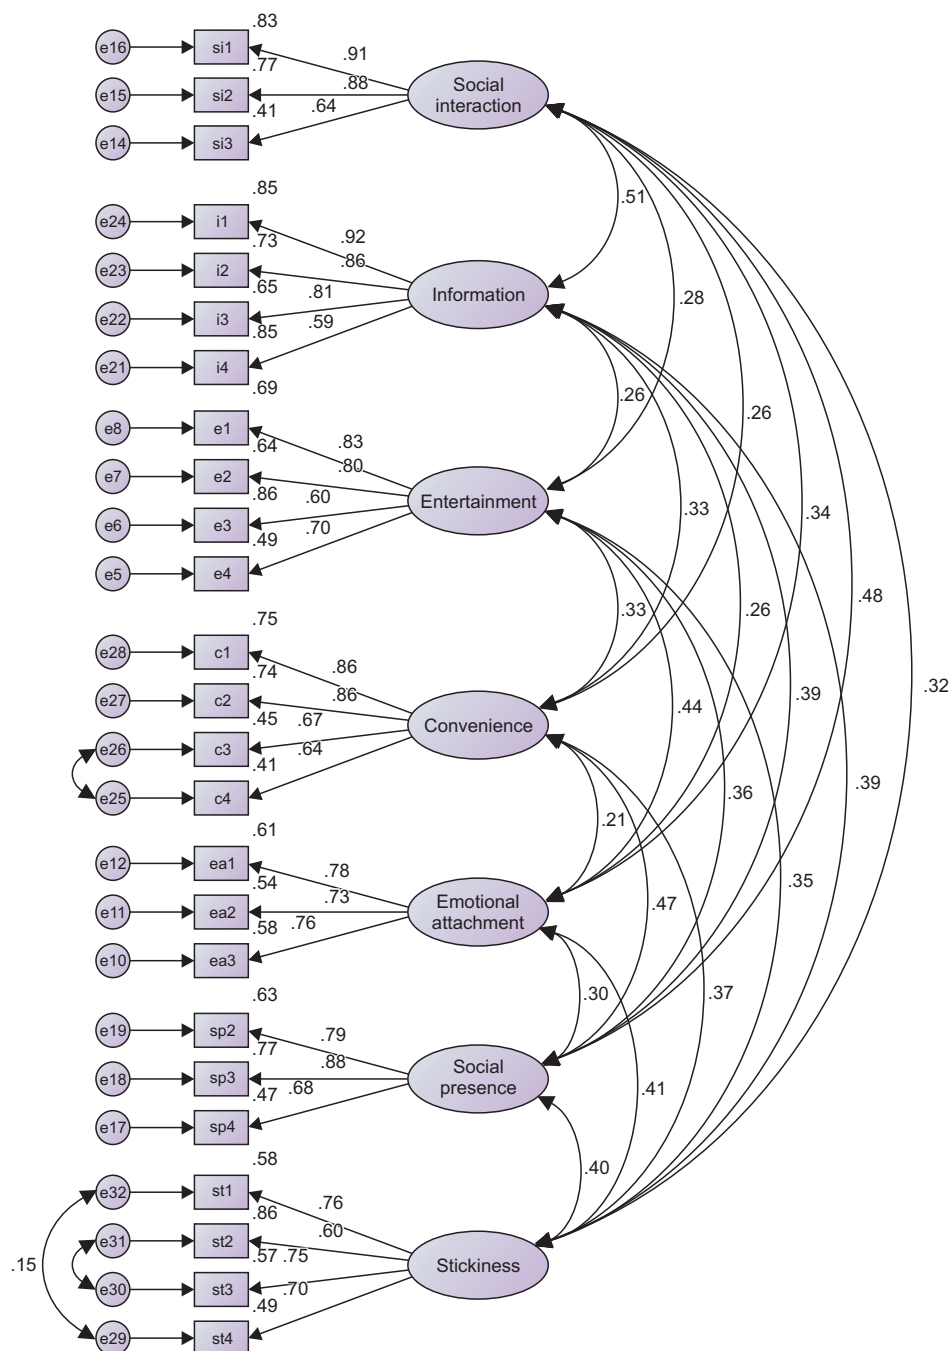 .83
e16 si1 .91
.77
.88 Social
e15 si2 interaction
.41 .64
e14 si3
.85
.51
e24 i1
.73 .92
.86
e23 i2
.65 .81 Information .28
e22 i3
.85 .59
e21 i4
.69 .26
.26
e8 e1
.64 .83
.80
e7 e2
.86 .60 Entertainment .33 .34
e6 e3
.49 .70
e5 e4
.48
.75 .33 .26
e28 c1
.74 .86
.86 .32
e27 c2 .39
.45 .67 Convenience .44
e26 c3
.41 .64
e25 c4 .36 .39
.61 .21
e12 ea1
.54 .78 .35
.73 Emotional
e11 ea2 attachment .47
.58 .76
e10 ea3
.63 .30 .37
e19 sp2
.77 .79
.88 Social
e18 sp3 presence .41
.47 .68
e17 sp4
.58 .40
e32 st1
.86 .76
.60
e31 st2
.57 .75
.15 Stickiness
e30 st3 .70
.49
e29 st4